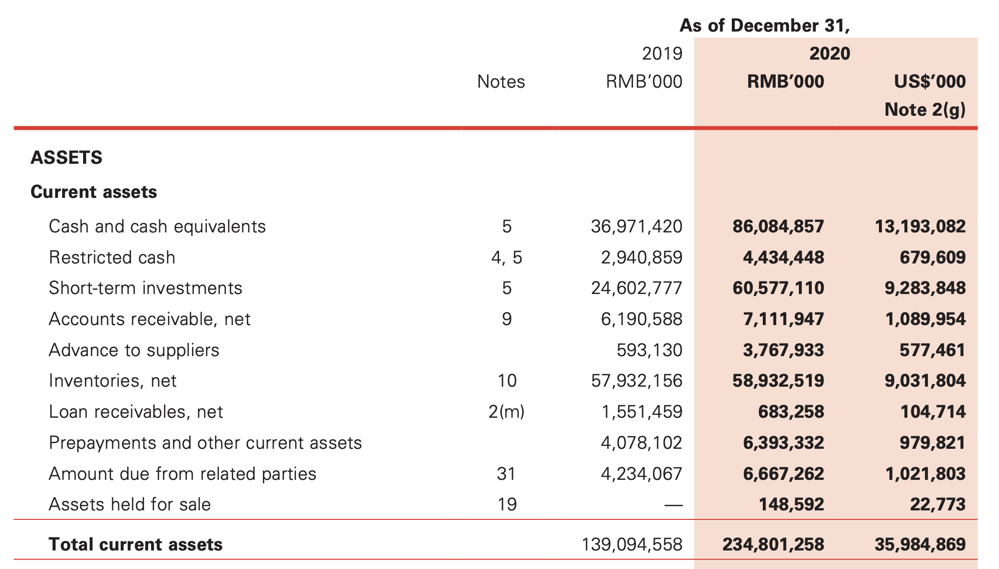 As of December 31,
2019 2020
Notes RMB’000 RMB’000 US$’000
Note 2(g)
ASSETS
Current assets
Cash and cash equivalents 5 36,971,420 86,084,857 13,193,082
Restricted cash 4, 5 2,940,859 4,434,448 679,609
Short-term investments 5 24,602,777 60,577,110 9,283,848
Accounts receivable, net 9 6,190,588 7,111,947 1,089,954
Advance to suppliers 593,130 3,767,933 577,461
Inventories, net 10 57,932,156 58,932,519 9,031,804
Loan receivables, net 2(m) 1,551,459 683,258 104,714
Prepayments and other current assets 4,078,102 6,393,332 979,821
Amount due from related parties 31 4,234,067 6,667,262 1,021,803
Assets held for sale 19 — 148,592 22,773
Total current assets 139,094,558 234,801,258 35,984,869